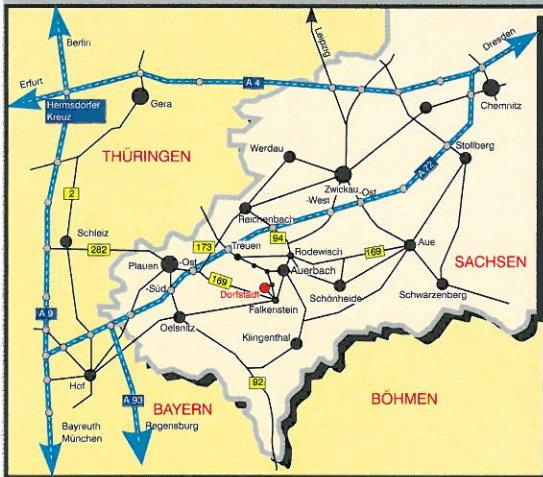 Berlin
Leipzig
Dresden
Erfurt
A 4
Hermsdorfer
Kreuz
Gera
Chemnitz
THÜRINGEN
Werdau
Stollberg
A 72
Zwickau
-Ost
-West
2
Reichenbach
Schleiz
282
173
Treuen
94
Rodewisch
169
Aue
Plauen
-Ost
169
Auerbach
SACHSEN
-Süd
Dorfstadt
Schönheide
Schwarzenberg
A 9
Falkenstein
Oelsnitz
Klingenthal
Hof
92
A 93
BAYERN
BÖHMEN
Bayreuth
München
Regensburg